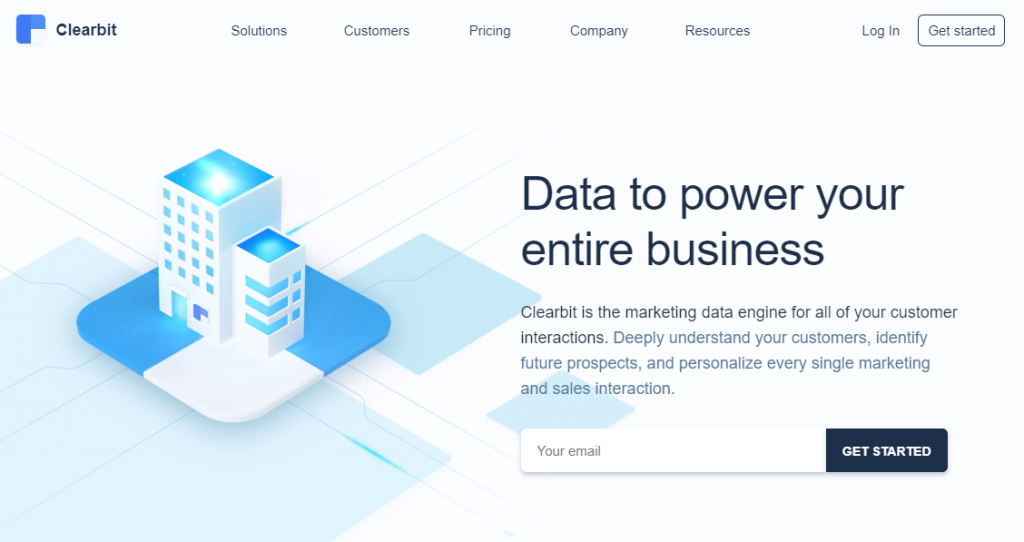 Clearbit
Solutions
Customers
Pricing
Company
Resources
Log In
Get started
Data to power your
entire business
Clearbit is the marketing data engine for all of your customer
interactions. Deeply understand your customers, identify
future prospects, and personalize every single marketing
and sales interaction.
Your email
GET STARTED